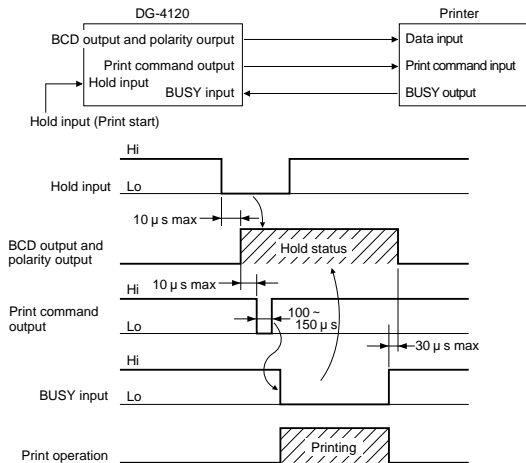 DG-4120
Printer
BCD output and polarity ourput
Data input
Print command output
Print command input
Hold input
BUSY input
BUSY output
Hold input (Print start)
Hi
Hold input
Lo
10 μ s max
BCD output and
polarity output
Hold status
10 μ s max
Hi
Print command
output
Lo
100 ~
150 μ s
30 μ s max
Hi
BUSY input
Lo
Print operation
Printing